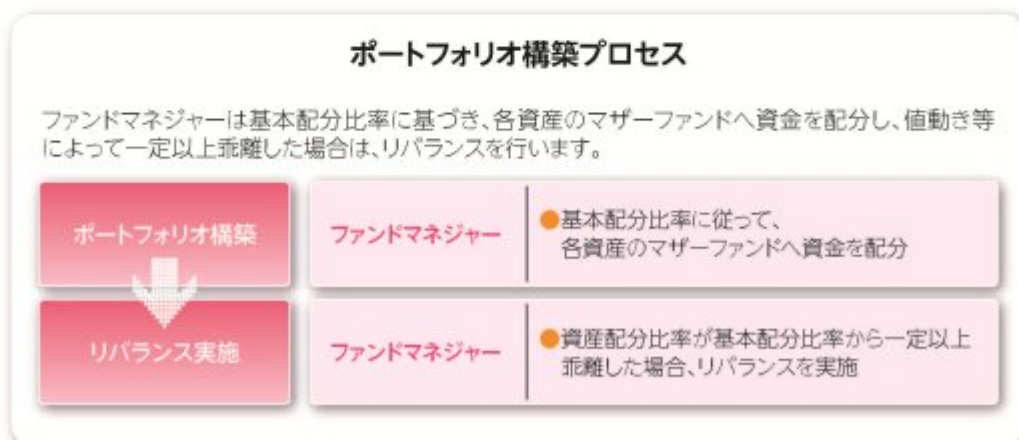 ポートフォリオ構築プロセス
ファンドマネジャーは基本配分比率に基づき、各資産のマザーファンドへ資金を配分し、値動き等
によって一定以上乖離した場合は、リバランスを行います。
ポートフォリオ構築
ファンドマネジャー
●基本配分比率に従って、
各資産のマザーファンドへ資金を配分
リバランス実施
ファンドマネジャー
●資産配分比率が基本配分比率から一定以上
乖離した場合、リバランスを実施